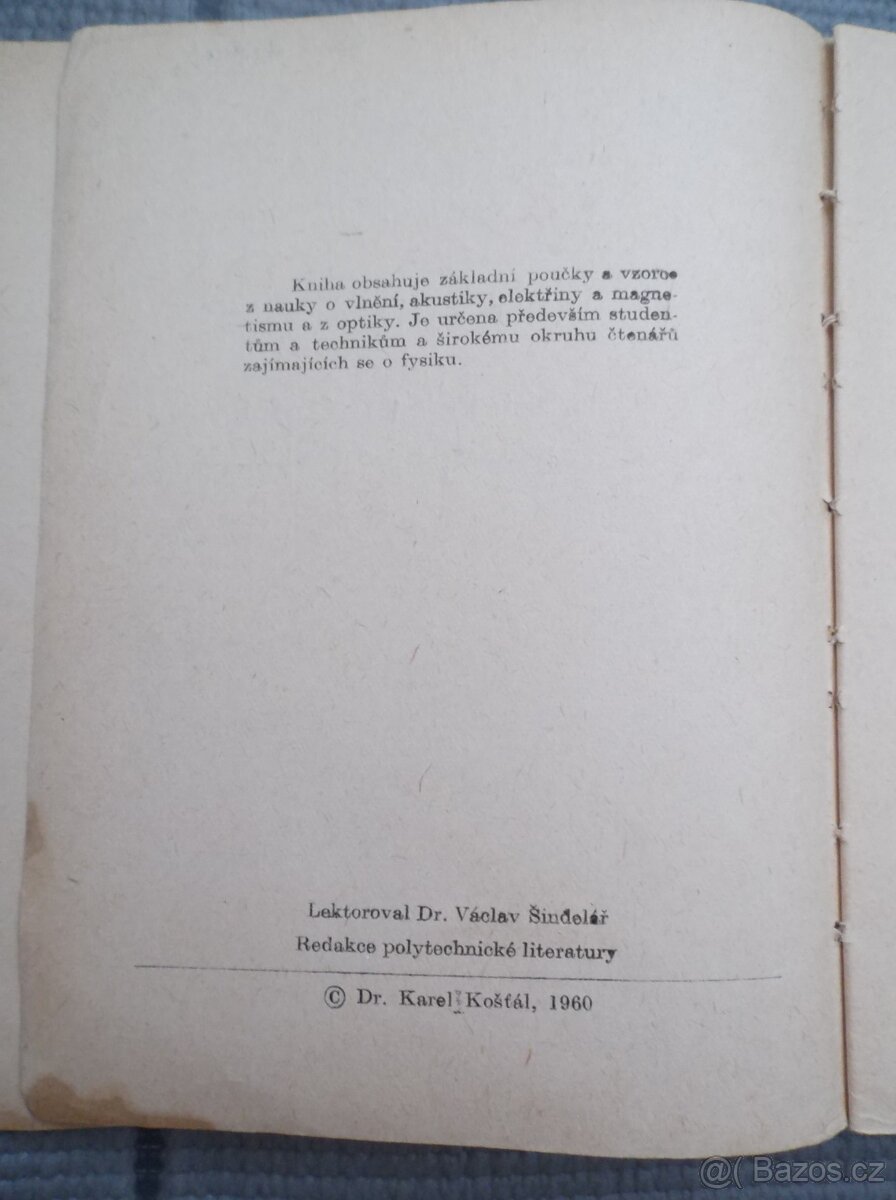 Kniha obsahuje základní poučky a vzorce
z nauky o vlnění, akustiky, elektřiny a magne-
tismu a z optiky. Je určena především studen-
tům a technikům a širokému okruhu čtenářů
zajímajících se o fysiku.
Lektoroval Dr. Václav Šindelář
Redakce polytechnické literatury
© Dr. Karel Košťál, 1960
@( Bazos.cz